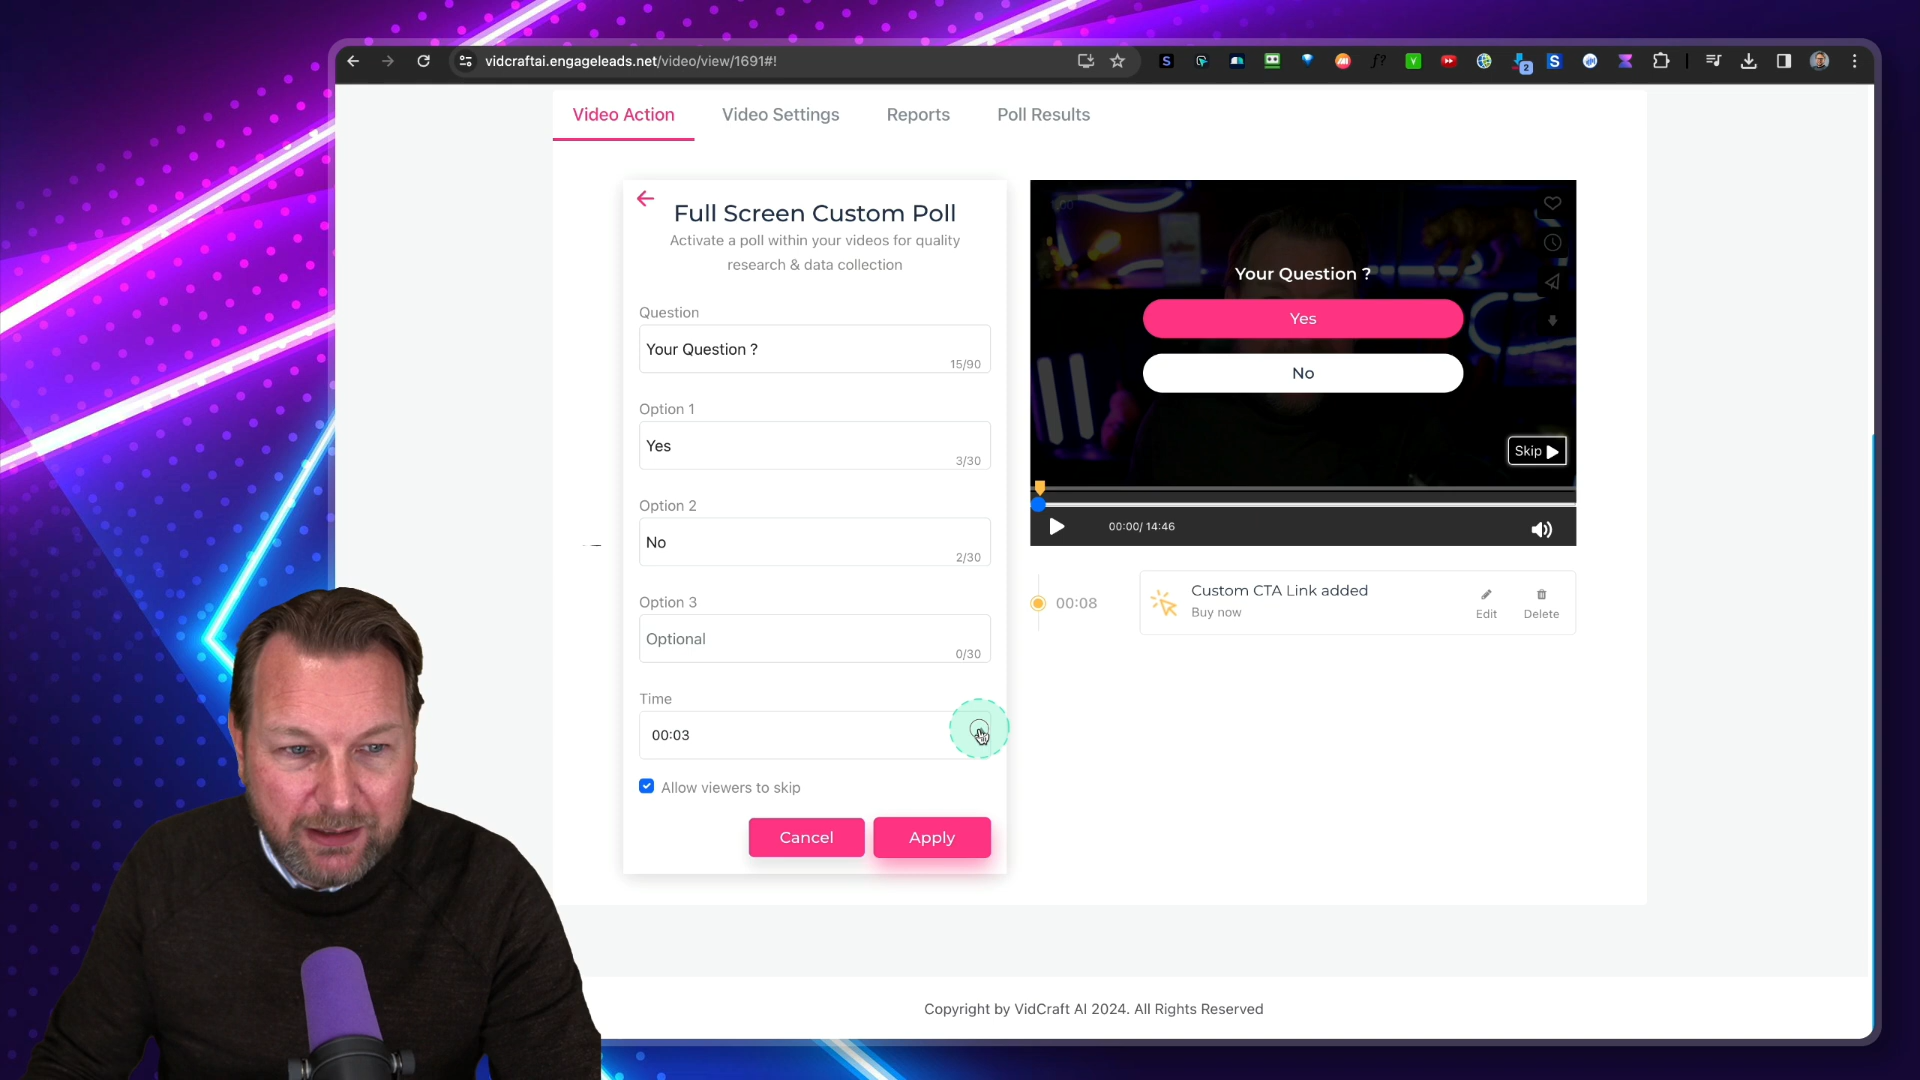 vidcraftai.engageleads.net/video/view/1691#!
Video Action
Video Settings
Reports
Poll Results
Full Screen Custom Poll
Activate a poll within your videos for quality
research & data collection
Question
Your Question ?
15/90
Option 1
Yes
3/30
Option 2
No
2/30
Option 3
Optional
0/30
Time
00:03
Allow viewers to skip
Cancel
Apply
Your Question ?
Yes
No
Skip
00:00/ 14:46
00:08
Custom CTA Link added
Buy now
Edit
Delete
Copyright by VidCraft AI 2024. All Rights Reserved